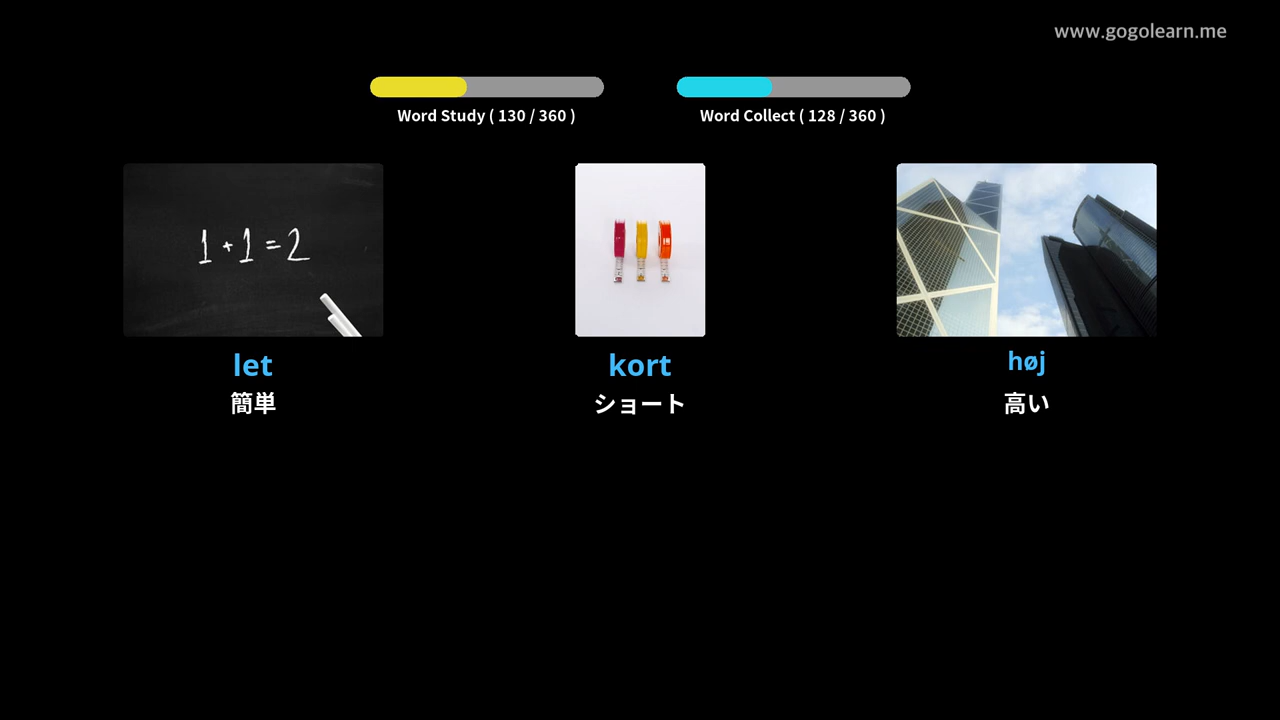 www.gogolearn.me
Word Study ( 130 / 360 )
Word Collect ( 128 / 360 )
1 + 1 = 2
let
kort
høj
簡単
ショート
高い